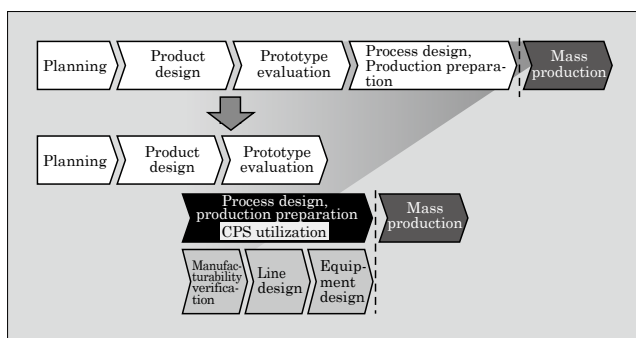 Planning
Product
design
Prototype
evaluation
Process design,
Production prepara-
tion
Mass
production
Planning
Product
design
Prototype
evaluation
Process design,
production preparation
CPS utilization
Mass
production
Manufac-
turability
verifica-
tion
Line
design
Equip-
ment
design